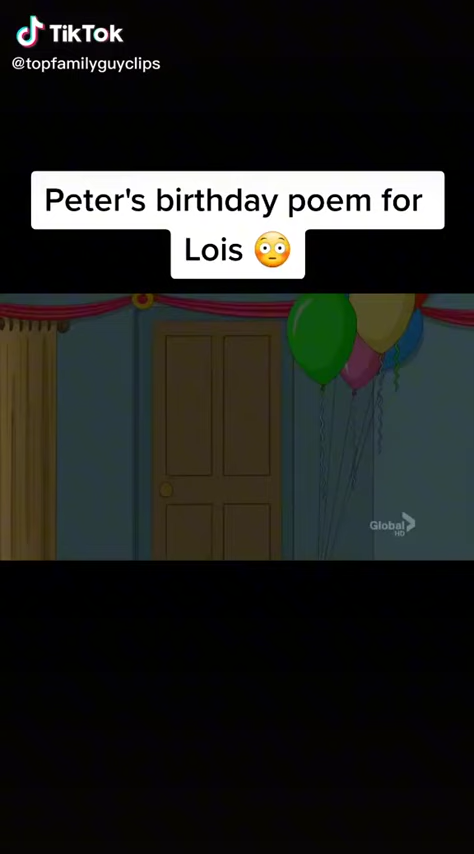 TikTok
@topfamilyguyclips
Peter's birthday poem for
Lois 😳
Global
HD